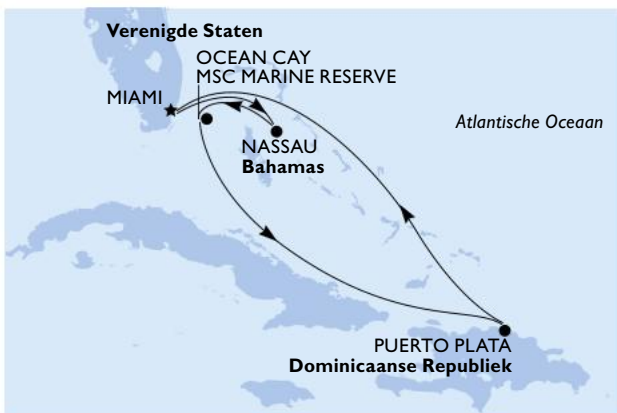 Verenigde Staten
OCEAN CAY
MSC MARINE RESERVE
MIAMI
Atlantische Oceaan
NASSAU
Bahamas
PUERTO PLATA
Dominicaanse Republiek